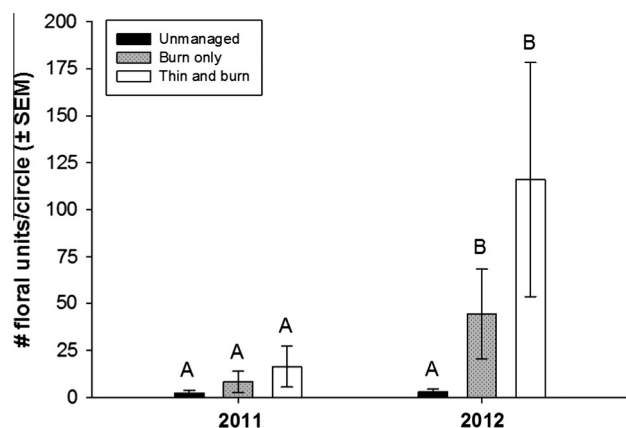 # floral units/circle (± SEM)
200
175
150
125
100
75
50
25
0
Unmanaged
Burn only
Thin and burn
A A A
A B B
2011 2012